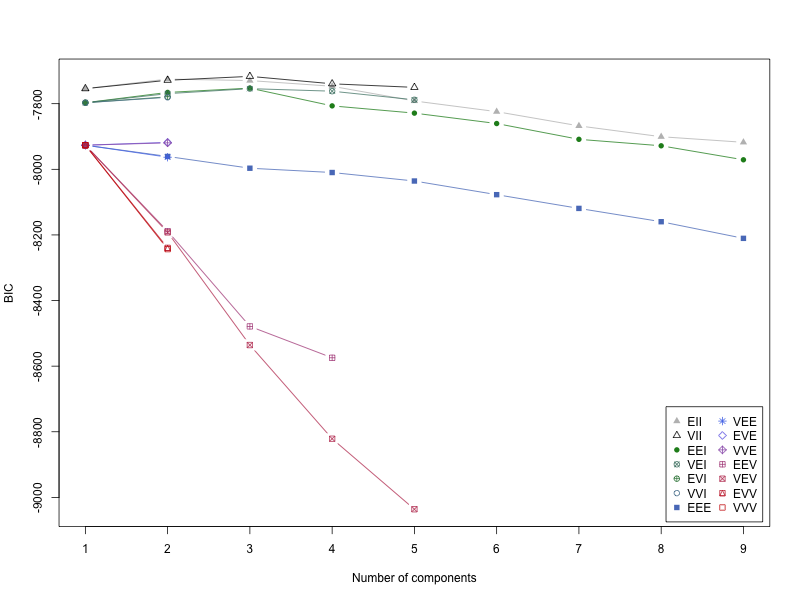 -7800
-8000
-8200
-8400
-8600
-8800
-9000
BIC
1 2 3 4 5 6 7 8 9
Number of components
EII VEE
VII EVE
EEI VVE
VEI EEV
EVI VEV
VVI EVV
EEE VVV